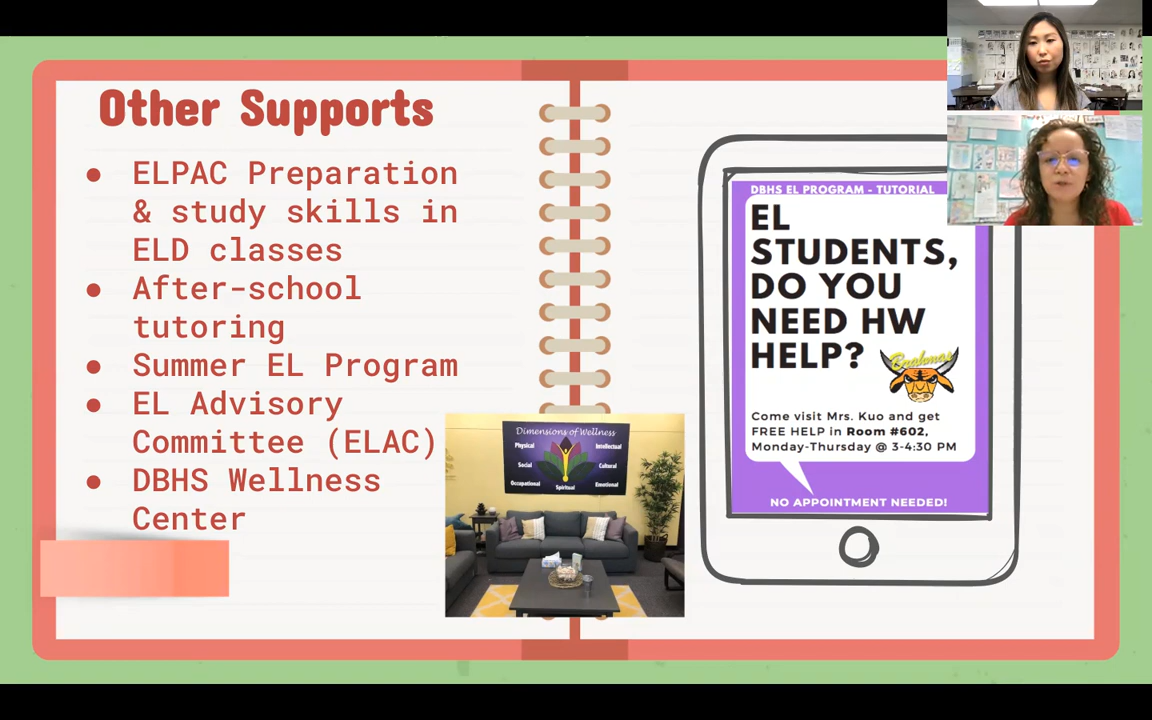 Other Supports
● ELPAC Preparation
& study skills in
ELD classes
● After-school
tutoring
● Summer EL Program
● EL Advisory
Committee (ELAC)
● DBHS Wellness
Center
Dimensions of Wellness
Physical
Intellectual
Social
Cultural
Occupational
Emotional
Spiritual
DBHS EL PROGRAM - TUTORIAL
EL
STUDENTS,
DO YOU
NEED HW
HELP?
Brahmas
Come visit Mrs. Kuo and get
FREE HELP in Room #602,
Monday-Thursday @ 3-4:30 PM
NO APPOINTMENT NEEDED!